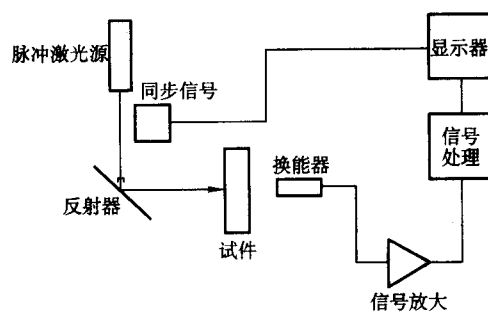 脉冲激光源
显示器
同步信号
信号
处理
换能器
反射器
试件
信号放大